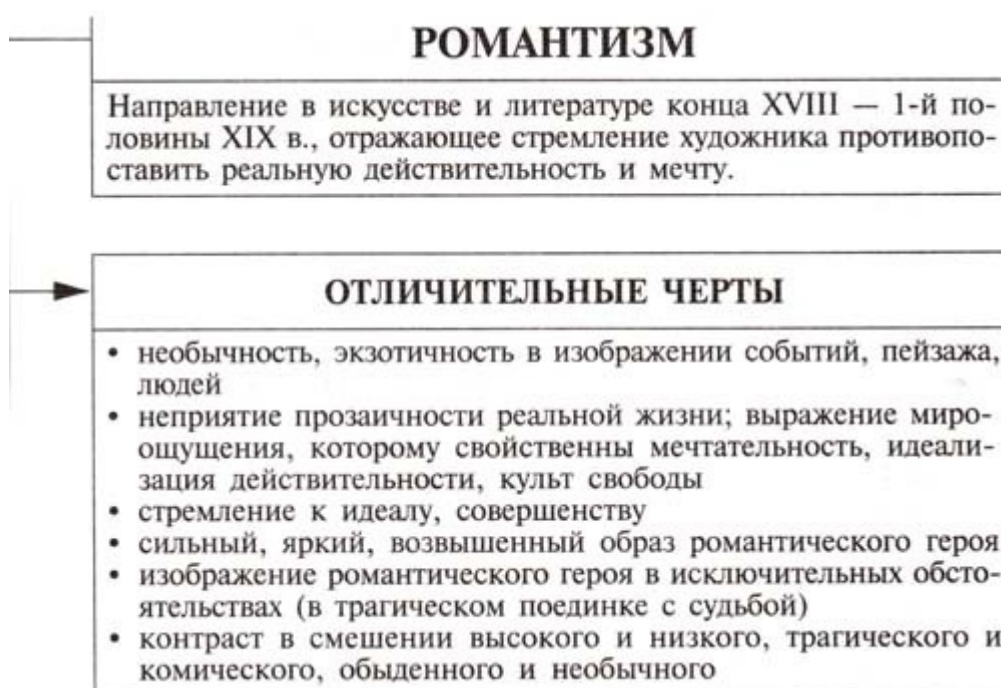 РОМАНТИЗМ
Направление в искусстве и литературе конца XVIII — 1-й по-
ловины XIX в., отражающее стремление художника противопо-
ставить реальную действительность и мечту.
ОТЛИЧИТЕЛЬНЫЕ ЧЕРТЫ
• необычность, экзотичность в изображении событий, пейзажа,
людей
• неприятие прозаичности реальной жизни; выражение миро-
ощущения, которому свойственны мечтательность, идеали-
зация действительности, культ свободы
• стремление к идеалу, совершенству
• сильный, яркий, возвышенный образ романтического героя
• изображение романтического героя в исключительных обсто-
ятельствах (в трагическом поединке с судьбой)
• контраст в смешении высокого и низкого, трагического и
комического, обыденного и необычного